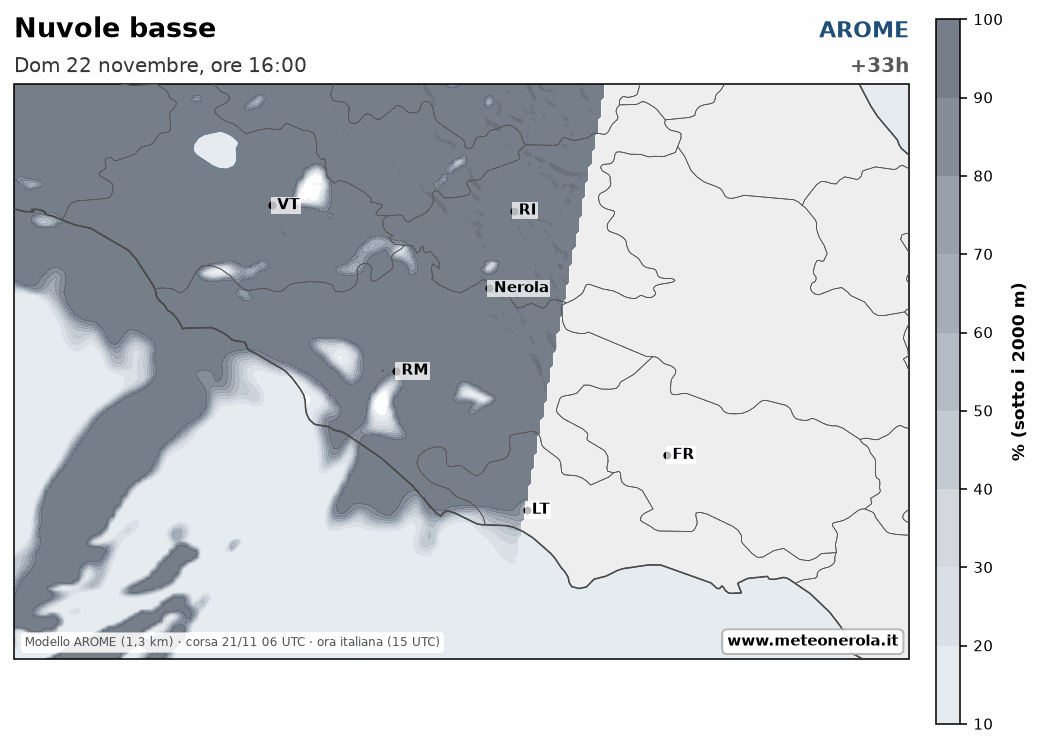 Nuvole basse
AROME
Dom 22 novembre, ore 16:00
+33h
VT
RI
Nerola
RM
FR
LT
Modello AROME (1,3 km) · corsa 21/11 06 UTC · ora italiana (15 UTC)
www.meteonerola.it
100
90
80
70
60
50
40
30
20
10
% (sotto i 2000 m)